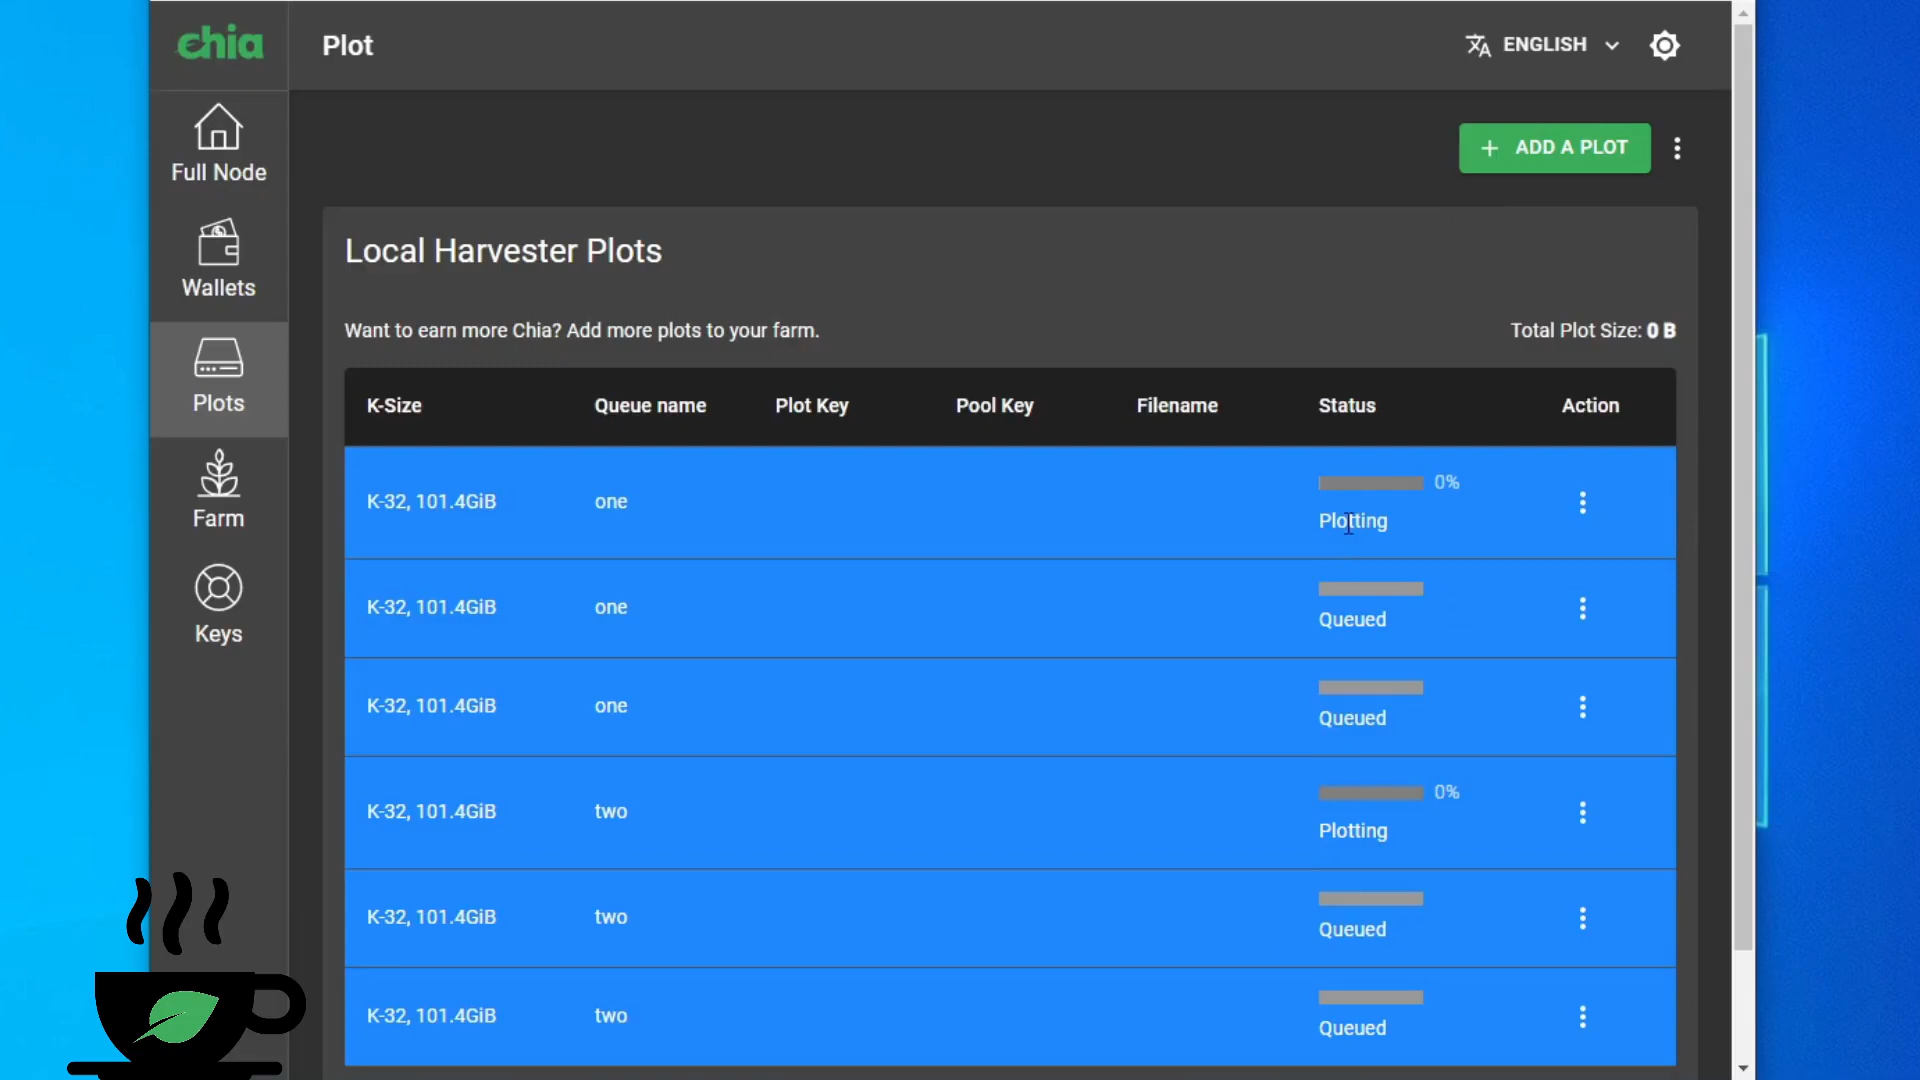 chia
Plot
ENGLISH
Full Node
Wallets
Plots
Farm
Keys
+ ADD A PLOT
Local Harvester Plots
Want to earn more Chia? Add more plots to your farm.
Total Plot Size: 0 B
K-Size Queue name Plot Key Pool Key Filename Status Action
K-32, 101.4GiB one 0%
Plotting
K-32, 101.4GiB one Queued
K-32, 101.4GiB one Queued
K-32, 101.4GiB two 0%
Plotting
K-32, 101.4GiB two Queued
K-32, 101.4GiB two Queued